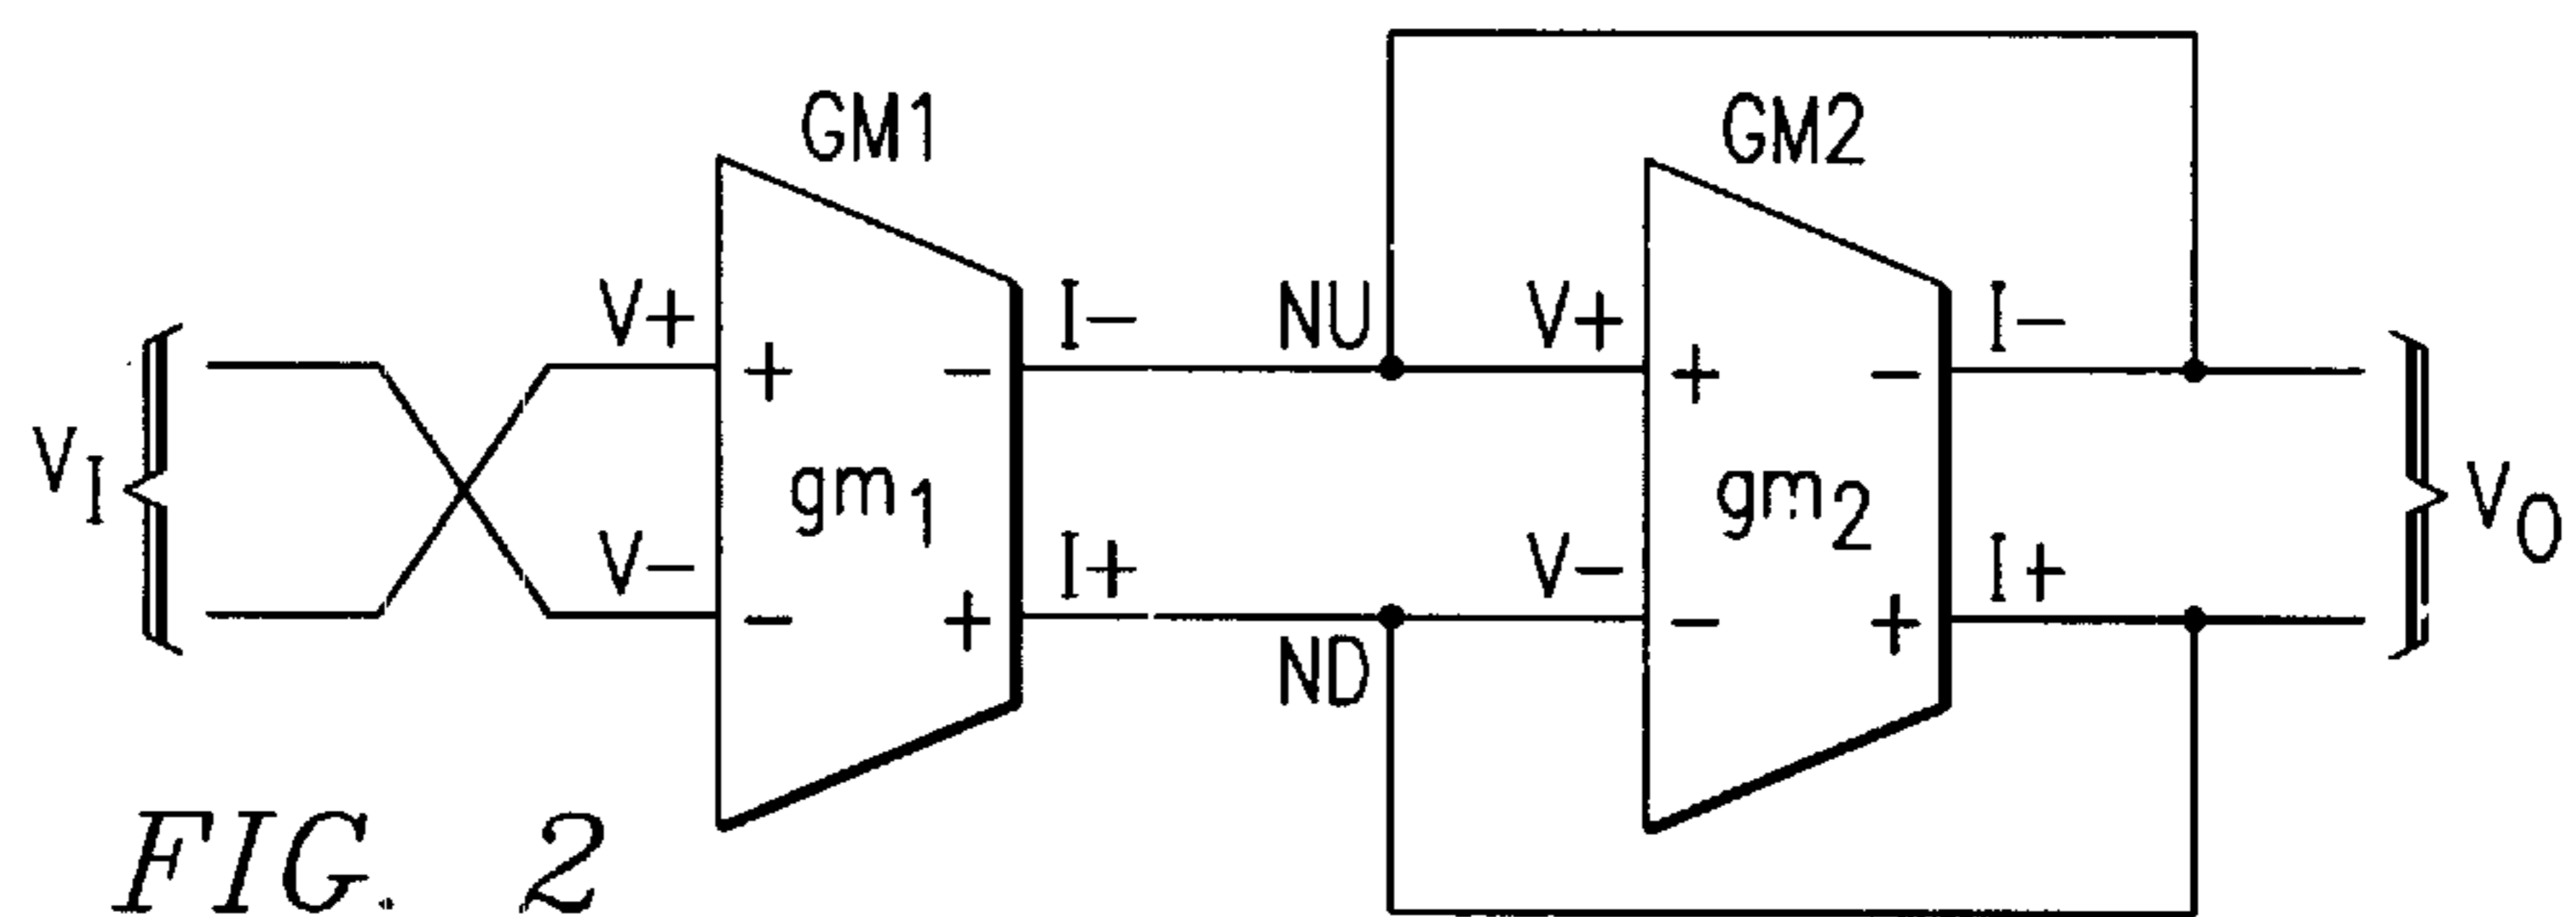 GM1 GM2
V+ I- NU V+ I-
+ - + -
V_I gm_1 gm_2 V_O
V- I+ V- I+
- + - +
ND
FIG. 2